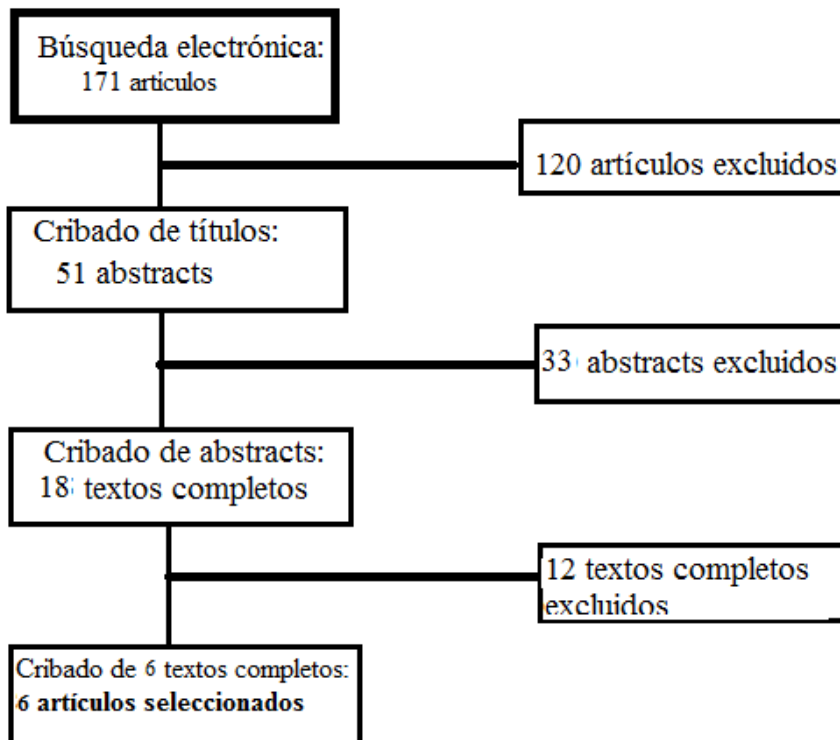 Búsqueda electrónica:
171 artículos
120 artículos excluidos
Cribado de títulos:
51 abstracts
33 abstracts excluidos
Cribado de abstracts:
18 textos completos
12 textos completos
excluidos
Cribado de 6 textos completos:
6 artículos seleccionados